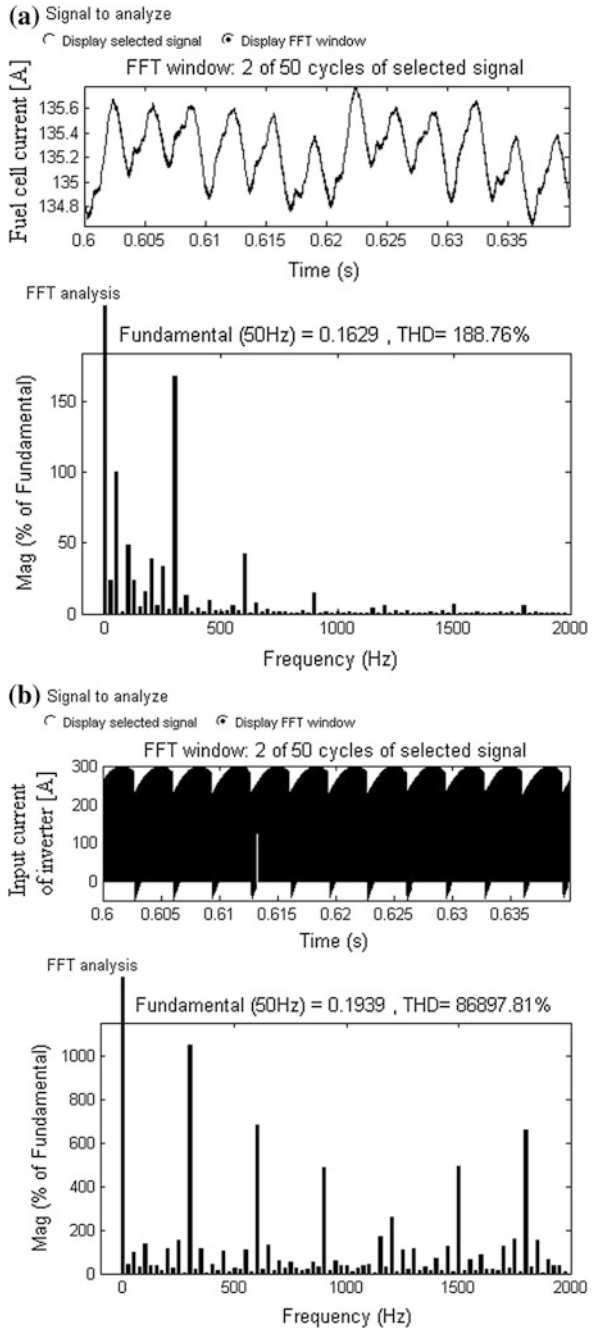 (a) Signal to analyze
Display selected signal Display FFT window
FFT window: 2 of 50 cycles of selected signal
Fuel cell current [A]
135.6
135.4
135.2
135
134.8
0.6 0.605 0.61 0.615 0.62 0.625 0.63 0.635
Time (s)
FFT analysis
Fundamental (50Hz) = 0.1629 , THD= 188.76%
Mag (% of Fundamental)
150
100
50
0
0 500 1000 1500 2000
Frequency (Hz)
(b) Signal to analyze
Display selected signal Display FFT window
FFT window: 2 of 50 cycles of selected signal
Input current
of inverter [A]
300
200
100
0
0.6 0.605 0.61 0.615 0.62 0.625 0.63 0.635
Time (s)
FFT analysis
Fundamental (50Hz) = 0.1939 , THD= 86897.81%
Mag (% of Fundamental)
1000
800
600
400
200
0
0 500 1000 1500 2000
Frequency (Hz)